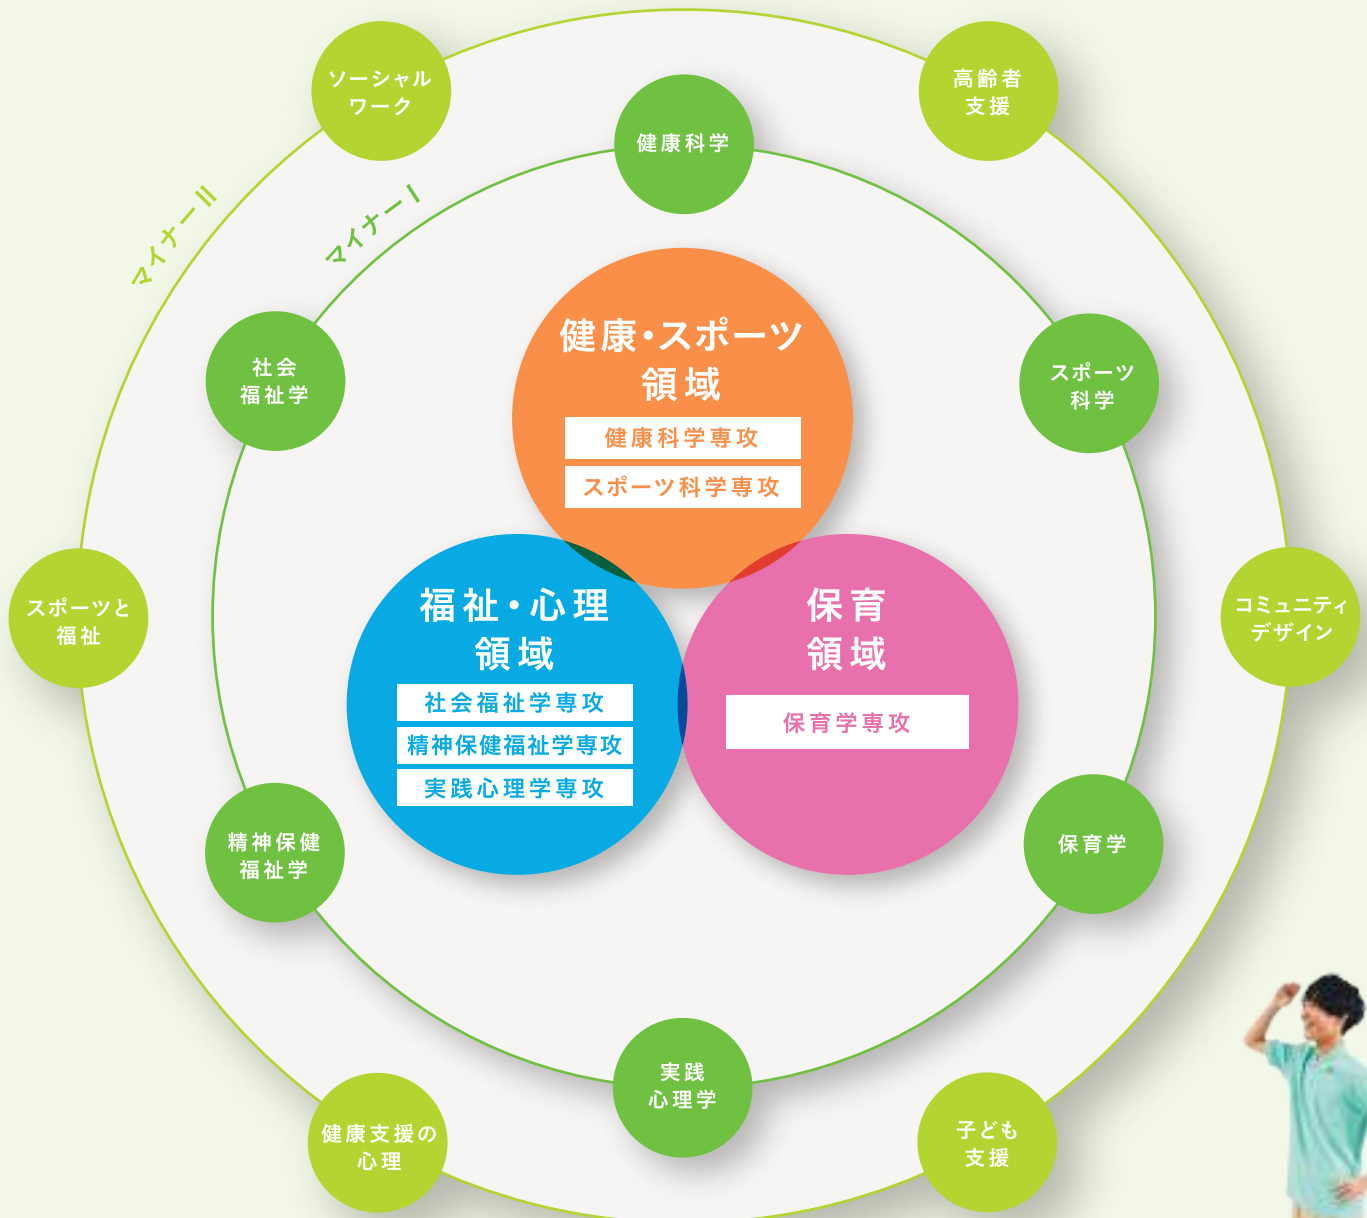 ソーシャル
ワーク
高齢者
支援
健康科学
マイナーII
マイナーI
社会
福祉学
スポーツ
科学
健康・スポーツ
領域
健康科学専攻
スポーツ科学専攻
スポーツと
福祉
コミュニティ
デザイン
福祉・心理
領域
社会福祉学専攻
精神保健福祉学専攻
実践心理学専攻
保育
領域
保育学専攻
精神保健
福祉学
保育学
実践
心理学
健康支援の
心理
子ども
支援